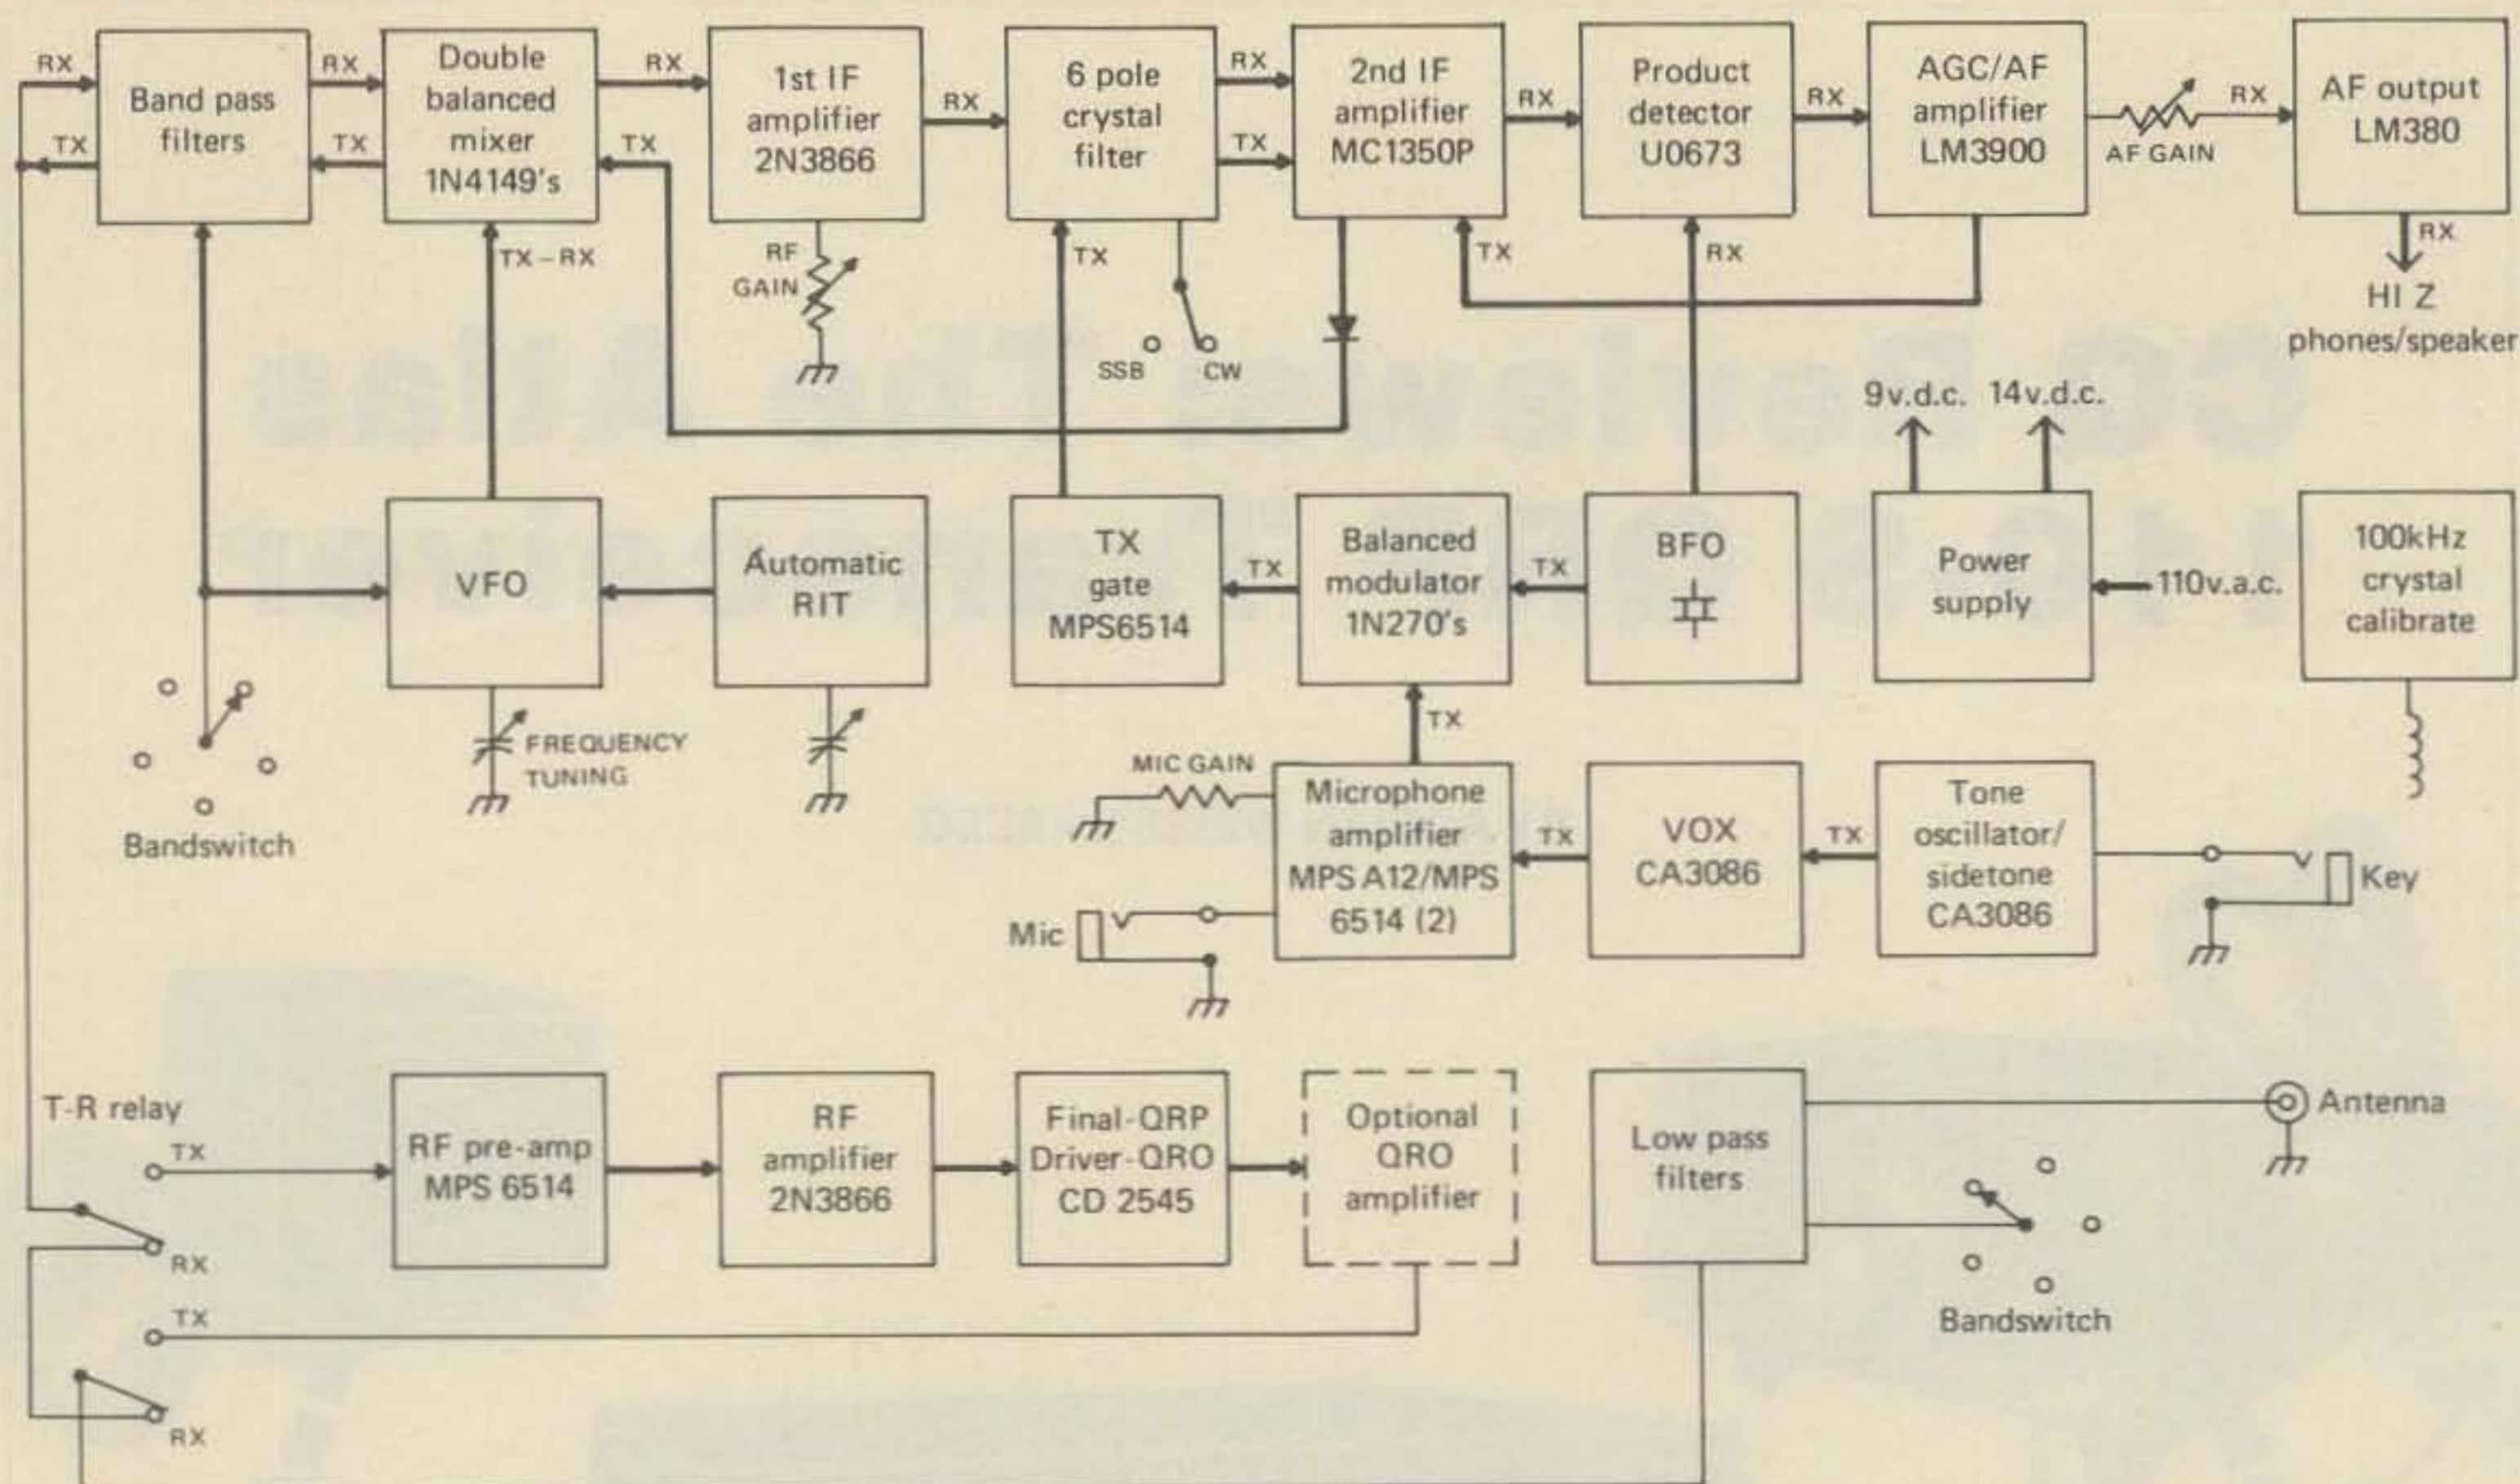 RX
TX
Band pass
filters
RX
TX
Double
balanced
mixer
1N4149's
RX
TX
1st IF
amplifier
2N3866
RX
6 pole
crystal
filter
RX
TX
2nd IF
amplifier
MC1350P
RX
Product
detector
U0673
RX
AGC/AF
amplifier
LM3900
AF GAIN
RX
AF output
LM380
RX
HI Z
phones/speaker
TX-RX
RF
GAIN
TX
SSB
CW
TX
RX
9v.d.c.
14v.d.c.
VFO
Automatic
RIT
TX
gate
MPS6514
TX
Balanced
modulator
1N270's
TX
BFO
Power
supply
110v.a.c.
100kHz
crystal
calibrate
Bandswitch
FREQUENCY
TUNING
TX
MIC GAIN
Mic
Microphone
amplifier
MPS A12/MPS
6514 (2)
TX
VOX
CA3086
TX
Tone
oscillator/
sidetone
CA3086
Key
T-R relay
TX
RX
TX
RX
RF pre-amp
MPS 6514
RF
amplifier
2N3866
Final-QRP
Driver-QRO
CD 2545
Optional
QRO
amplifier
Low pass
filters
Antenna
Bandswitch